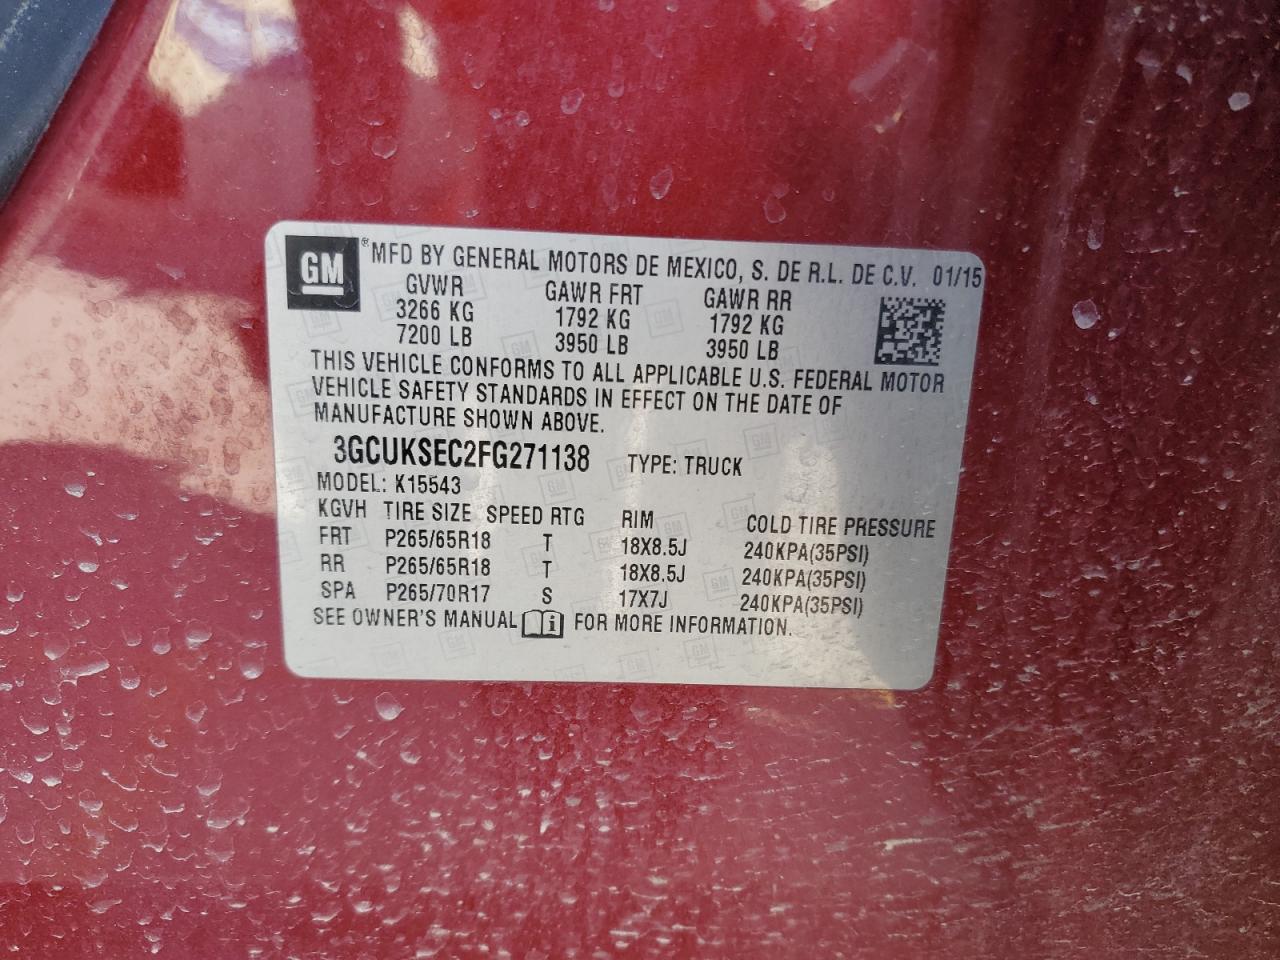 GM ® MFD BY GENERAL MOTORS DE MEXICO, S. DE R.L. DE C.V. 01/15
GVWR GAWR FRT GAWR RR
3266 KG 1792 KG 1792 KG
7200 LB 3950 LB 3950 LB
THIS VEHICLE CONFORMS TO ALL APPLICABLE U.S. FEDERAL MOTOR
VEHICLE SAFETY STANDARDS IN EFFECT ON THE DATE OF
MANUFACTURE SHOWN ABOVE.
3GCUKSEC2FG271138 TYPE: TRUCK
MODEL: K15543
KGVH TIRE SIZE SPEED RTG RIM COLD TIRE PRESSURE
FRT P265/65R18 T 18X8.5J 240KPA(35PSI)
RR P265/65R18 T 18X8.5J 240KPA(35PSI)
SPA P265/70R17 S 17X7J 240KPA(35PSI)
SEE OWNER'S MANUAL i FOR MORE INFORMATION.